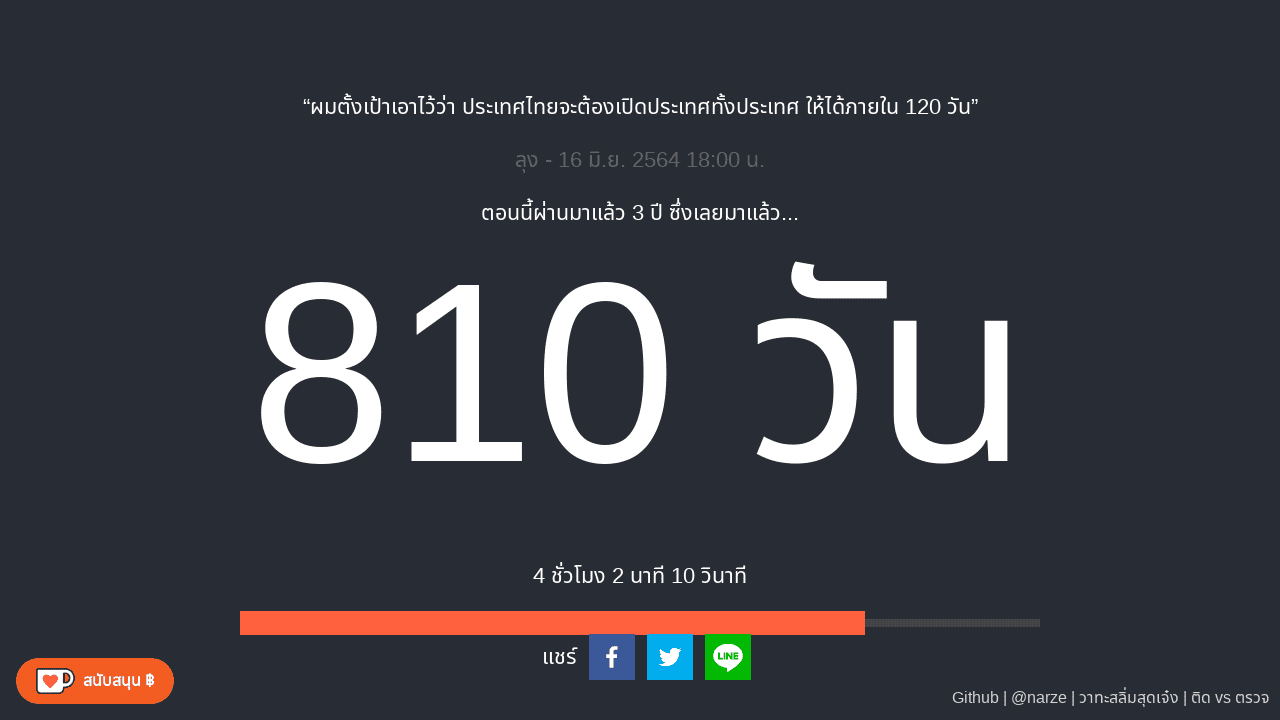 “ผมตั้งเป้าเอาไว้ว่า ประเทศไทยจะต้องเปิดประเทศทั้งประเทศ ให้ได้ภายใน 120 วัน”
ลุง - 16 มิ.ย. 2564 18:00 น.
ตอนนี้ผ่านมาแล้ว 3 ปี ซึ่งเลยมาแล้ว...
810 วัน
4 ชั่วโมง 2 นาที 10 วินาที
แชร์
LINE
สนับสนุน ฿
Github | @narze | วาทะสลิ่มสุดเจ๋ง | ติด vs ตรวจ